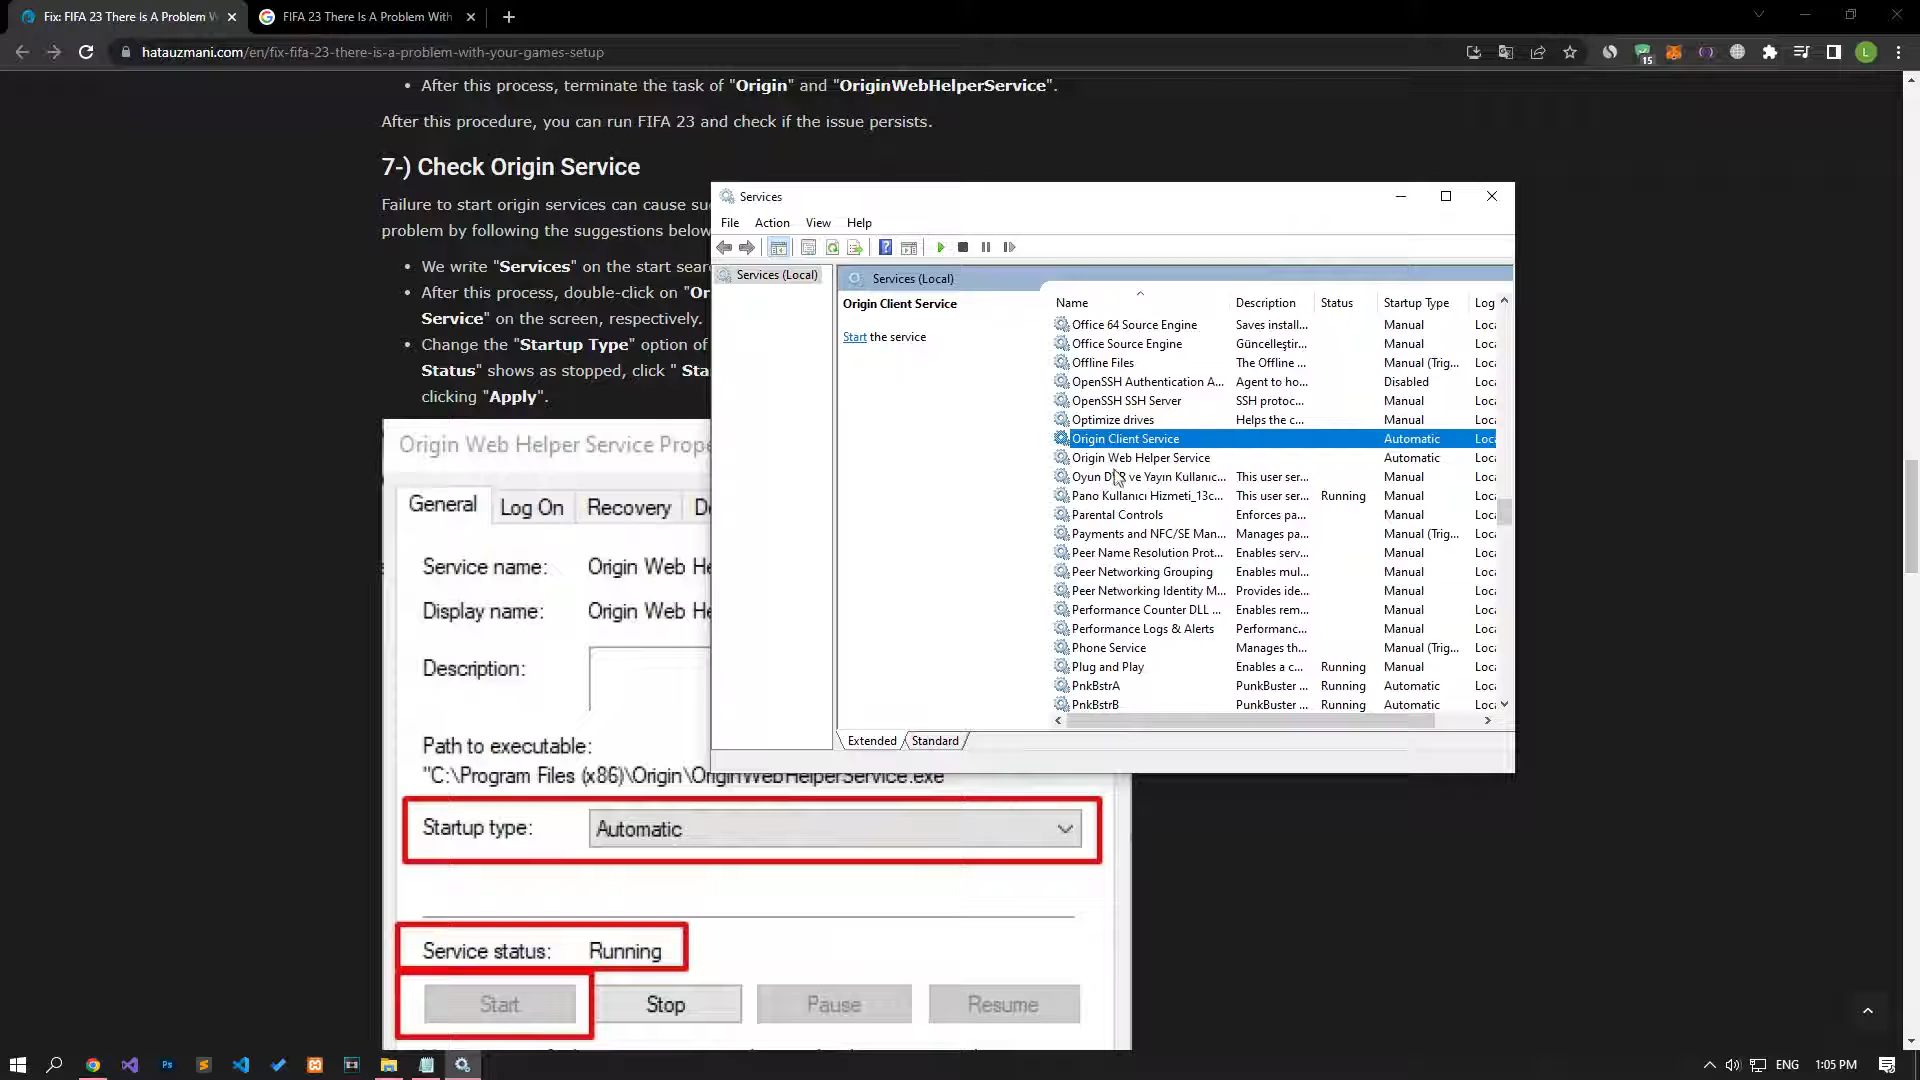 Fix: FIFA 23 There Is A Problem W
FIFA 23 There Is A Problem With
hatauzmani.com/en/fix-fifa-23-there-is-a-problem-with-your-games-setup
15
L
After this process, terminate the task of "Origin" and "OriginWebHelperService".
After this procedure, you can run FIFA 23 and check if the issue persists.
7-) Check Origin Service
Failure to start origin services can cause
problem by following the suggestions below
We write "Services" on the start
After this process, double-click on "Or
Service" on the screen, respectively.
Change the "Startup Type" option of
Status" shows as stopped, click "Sta
clicking "Apply".
Origin Web Helper Service Prope
General
Log On
Recovery
Service name:
Origin Web He
Display name:
Origin Web He
Description:
Path to executable:
"C:\Program Files (x86)\Origin\OriginWebHelperService.exe
Startup type:
Automatic
Service status:
Running
Start
Stop
Pause
Resume
Services
File
Action
View
Help
Services (Local)
Services (Local)
Origin Client Service
Start the service
Name
Description
Status
Startup Type
Log
Office 64 Source Engine Saves install... Manual Loca
Office Source Engine Güncelleştir... Manual Loca
Offline Files The Offline ... Manual (Trig... Loca
OpenSSH Authentication A... Agent to ho... Disabled Loca
OpenSSH SSH Server SSH protoc... Manual Loca
Optimize drives Helps the c... Manual Loca
Origin Client Service Automatic Loca
Origin Web Helper Service Automatic Loca
Oyun DVR ve Yayın Kullanıc... This user ser... Manual Loca
Pano Kullanıcı Hizmeti_13c... This user ser... Running Manual Loca
Parental Controls Enforces pa... Manual Loca
Payments and NFC/SE Man... Manages pa... Manual (Trig... Loca
Peer Name Resolution Prot... Enables serv... Manual Loca
Peer Networking Grouping Enables mul... Manual Loca
Peer Networking Identity M... Provides ide... Manual Loca
Performance Counter DLL ... Enables rem... Manual Loca
Performance Logs & Alerts Performanc... Manual Loca
Phone Service Manages th... Manual (Trig... Loca
Plug and Play Enables a c... Running Manual Loca
PnkBstrA PunkBuster ... Running Automatic Loca
PnkBstrB PunkBuster ... Running Automatic Loca
Extended
Standard
Ps
ENG
1:05 PM